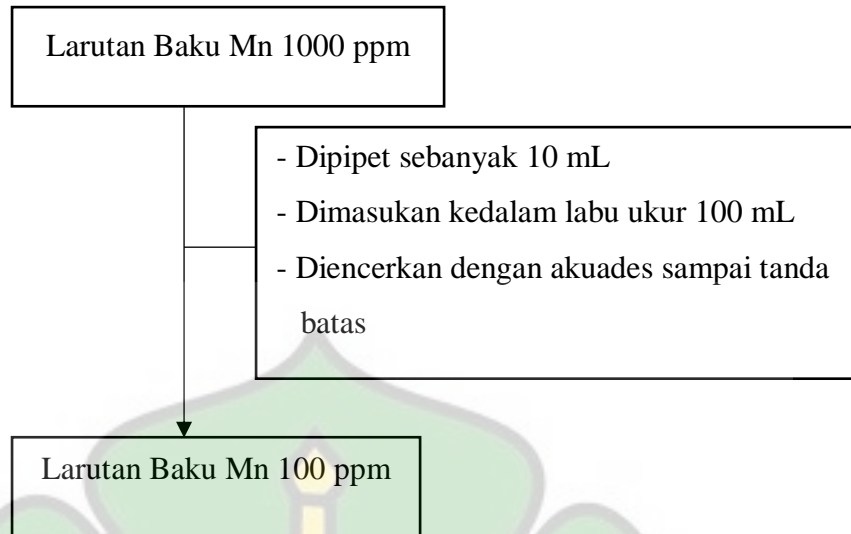 Larutan Baku Mn 1000 ppm
- Dipipet sebanyak 10 mL
- Dimasukan kedalam labu ukur 100 mL
- Diencerkan dengan akuades sampai tanda
batas
Larutan Baku Mn 100 ppm